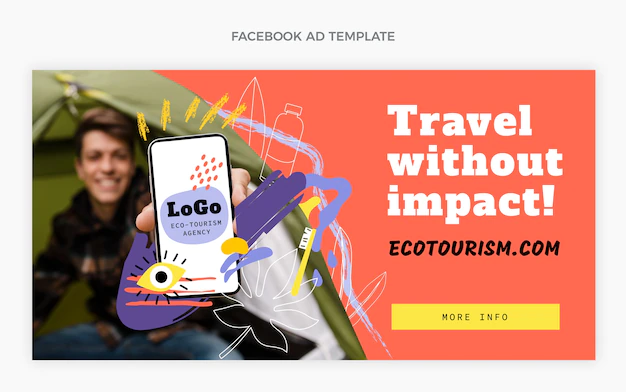 FACEBOOK AD TEMPLATE
LoGo
ECO-TOURISM
AGENCY
Travel
without
impact!
ECOTOURISM.COM
MORE INFO